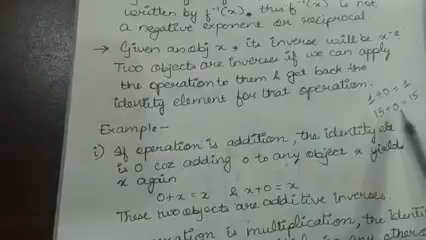 written by f⁻¹(x), thus f⁻¹(x) is not
a negative exponent or reciprocal.
→ Given an obj x, its inverse will be x⁻¹
Two objects are inverses if we can apply
the operation to them & get back the
identity element for that operation.
1+0=1
15+0=15
Example-
i) If operation is addition, the identity ele
is 0 coz adding 0 to any object x yield
x again
0+x=x & x+0=x
These two objects are additive inverses.
operation is multiplication, the identi
any other